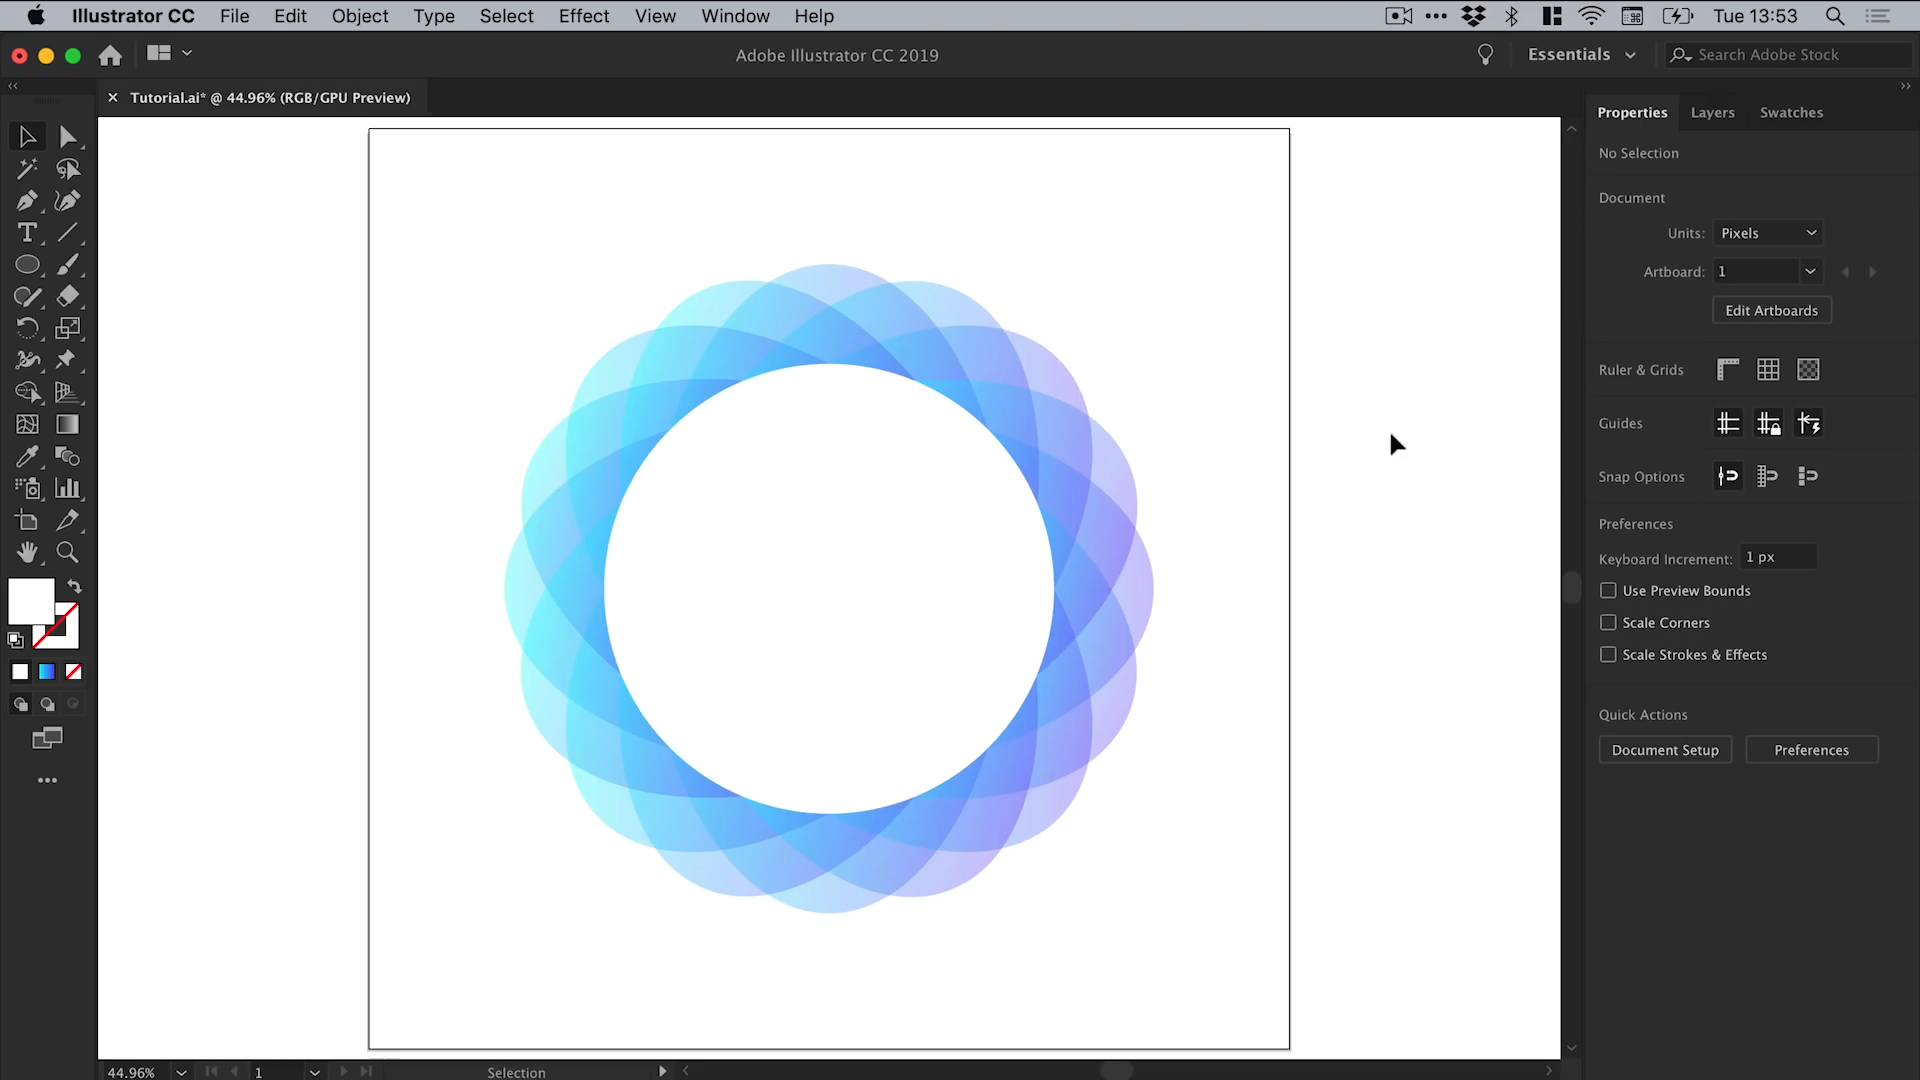 Illustrator CC File Edit Object Type Select Effect View Window Help Tue 13:53
Adobe Illustrator CC 2019 Essentials Search Adobe Stock
Tutorial.ai* @ 44.96% (RGB/GPU Preview)
Properties Layers Swatches
No Selection
Document
Units: Pixels
Artboard: 1
Edit Artboards
Ruler & Grids
Guides
Snap Options
Preferences
Keyboard Increment: 1 px
Use Preview Bounds
Scale Corners
Scale Strokes & Effects
Quick Actions
Document Setup Preferences
44.96% 1 Selection